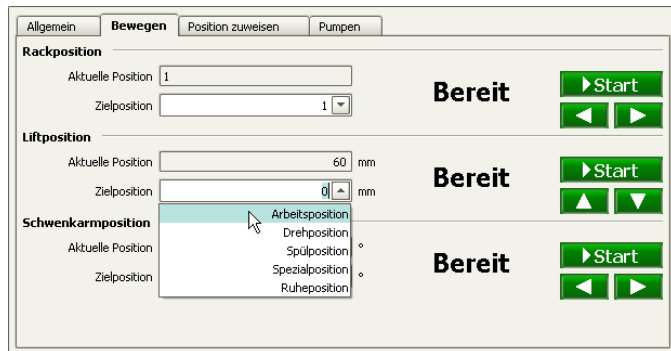 Allgemein Bewegen Position zuweisen Pumpen
Rackposition
Aktuelle Position 1
Zielposition 1
Bereit
Start
Liftposition
Aktuelle Position 60 mm
Zielposition 0 mm
Bereit
Start
Arbeitsposition
Drehposition
Spülposition
Spezialposition
Ruheposition
Schwenkarmposition
Aktuelle Position °
Zielposition °
Bereit
Start